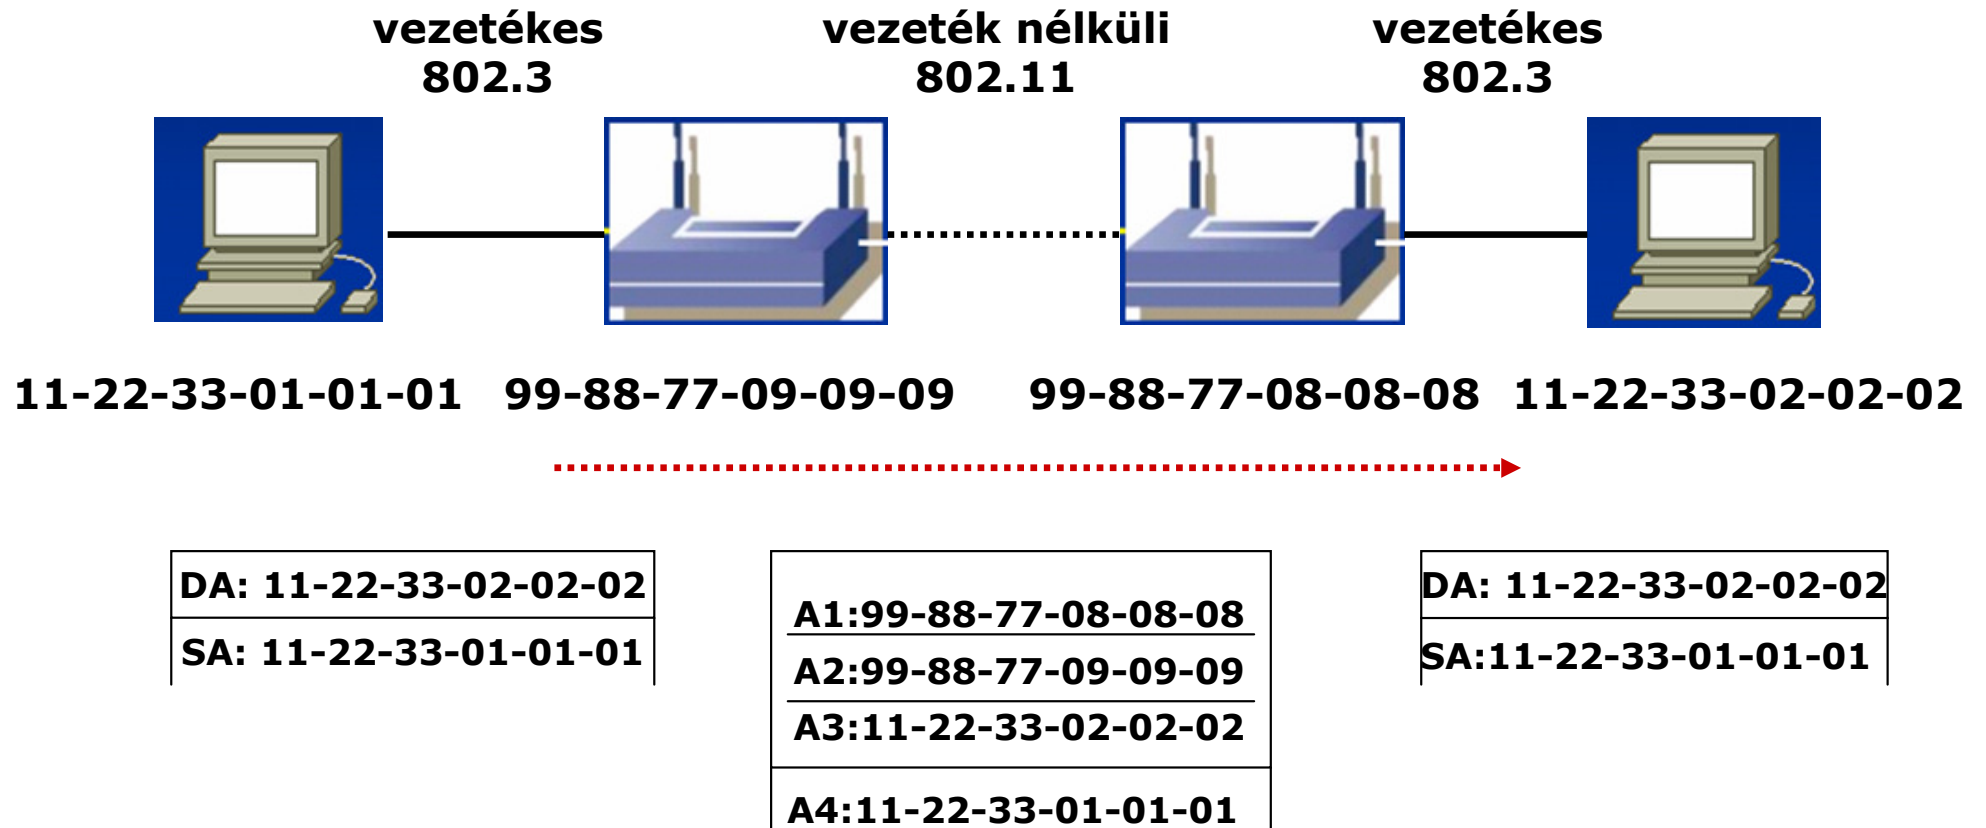 vezetékes
802.3
vezeték nélküli
802.11
vezetékes
802.3
11-22-33-01-01-01
99-88-77-09-09-09
99-88-77-08-08-08
11-22-33-02-02-02
DA: 11-22-33-02-02-02
SA: 11-22-33-01-01-01
A1:99-88-77-08-08-08
A2:99-88-77-09-09-09
A3:11-22-33-02-02-02
A4:11-22-33-01-01-01
DA: 11-22-33-02-02-02
SA:11-22-33-01-01-01